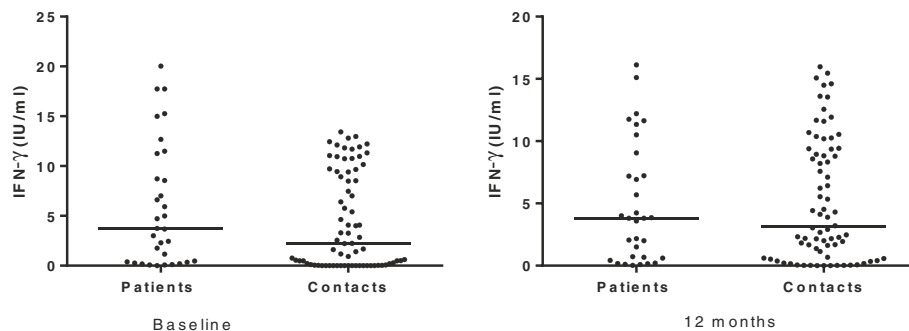 25
20
15
10
5
0
IFN-γ (IU/ml)
Patients Contacts
Baseline
20
15
10
5
0
IFN-γ (IU/ml)
Patients Contacts
12 months